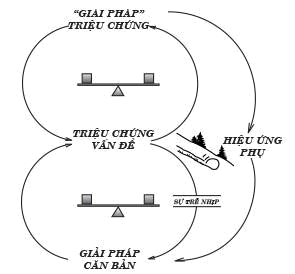 “GIẢI PHÁP”
TRIỆU CHỨNG
TRIỆU CHỨNG
VẤN ĐỀ
HIỆU ỨNG
PHỤ
SỰ TRỄ NHỊP
GIẢI PHÁP
CĂN BẢN